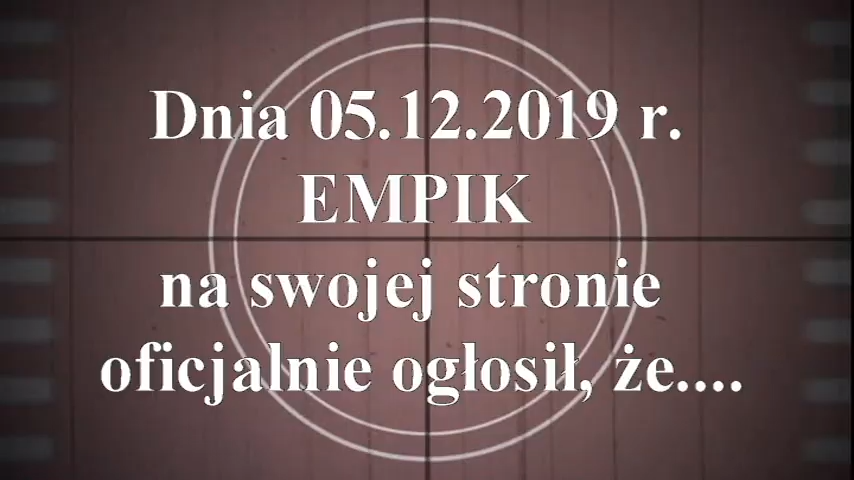 Dnia 05.12.2019 r.
EMPIK
na swojej stronie
oficjalnie ogłosił, że....